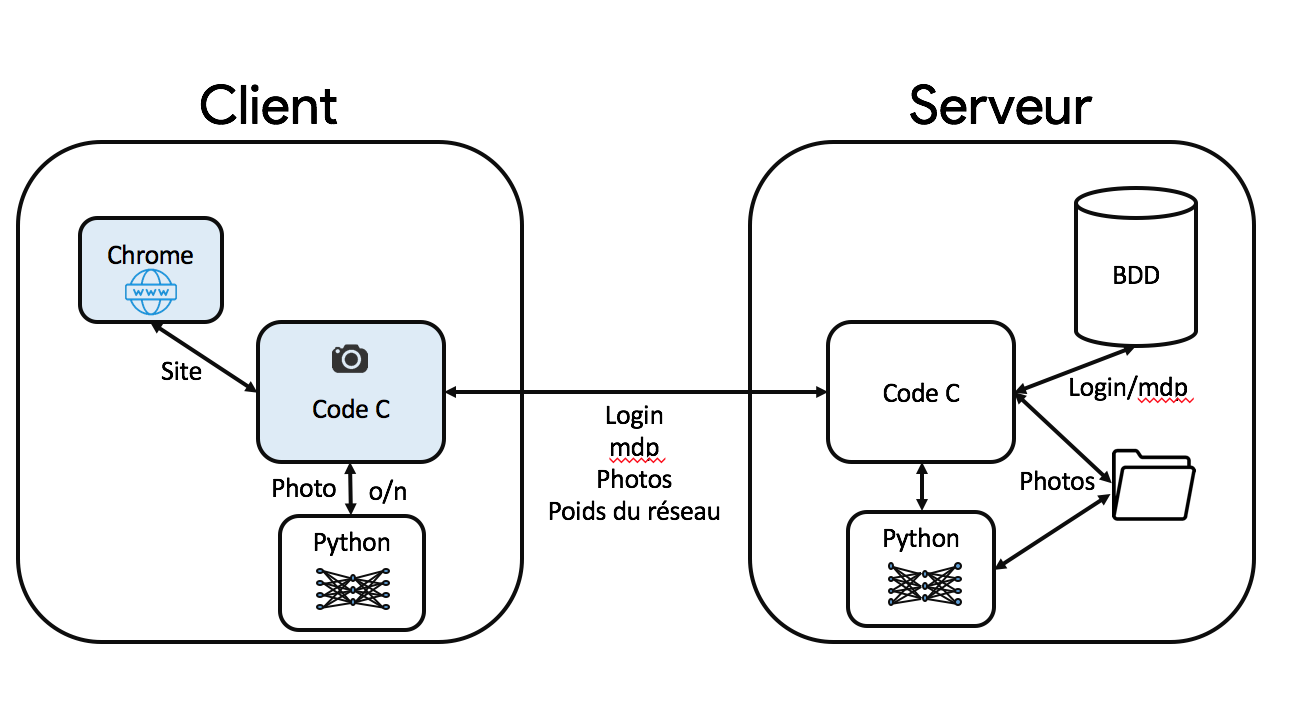 Client
Serveur
Chrome
WWW
Site
Code C
Photo
o/n
Python
Login
mdp
Photos
Poids du réseau
BDD
Code C
Login/mdp
Photos
Python